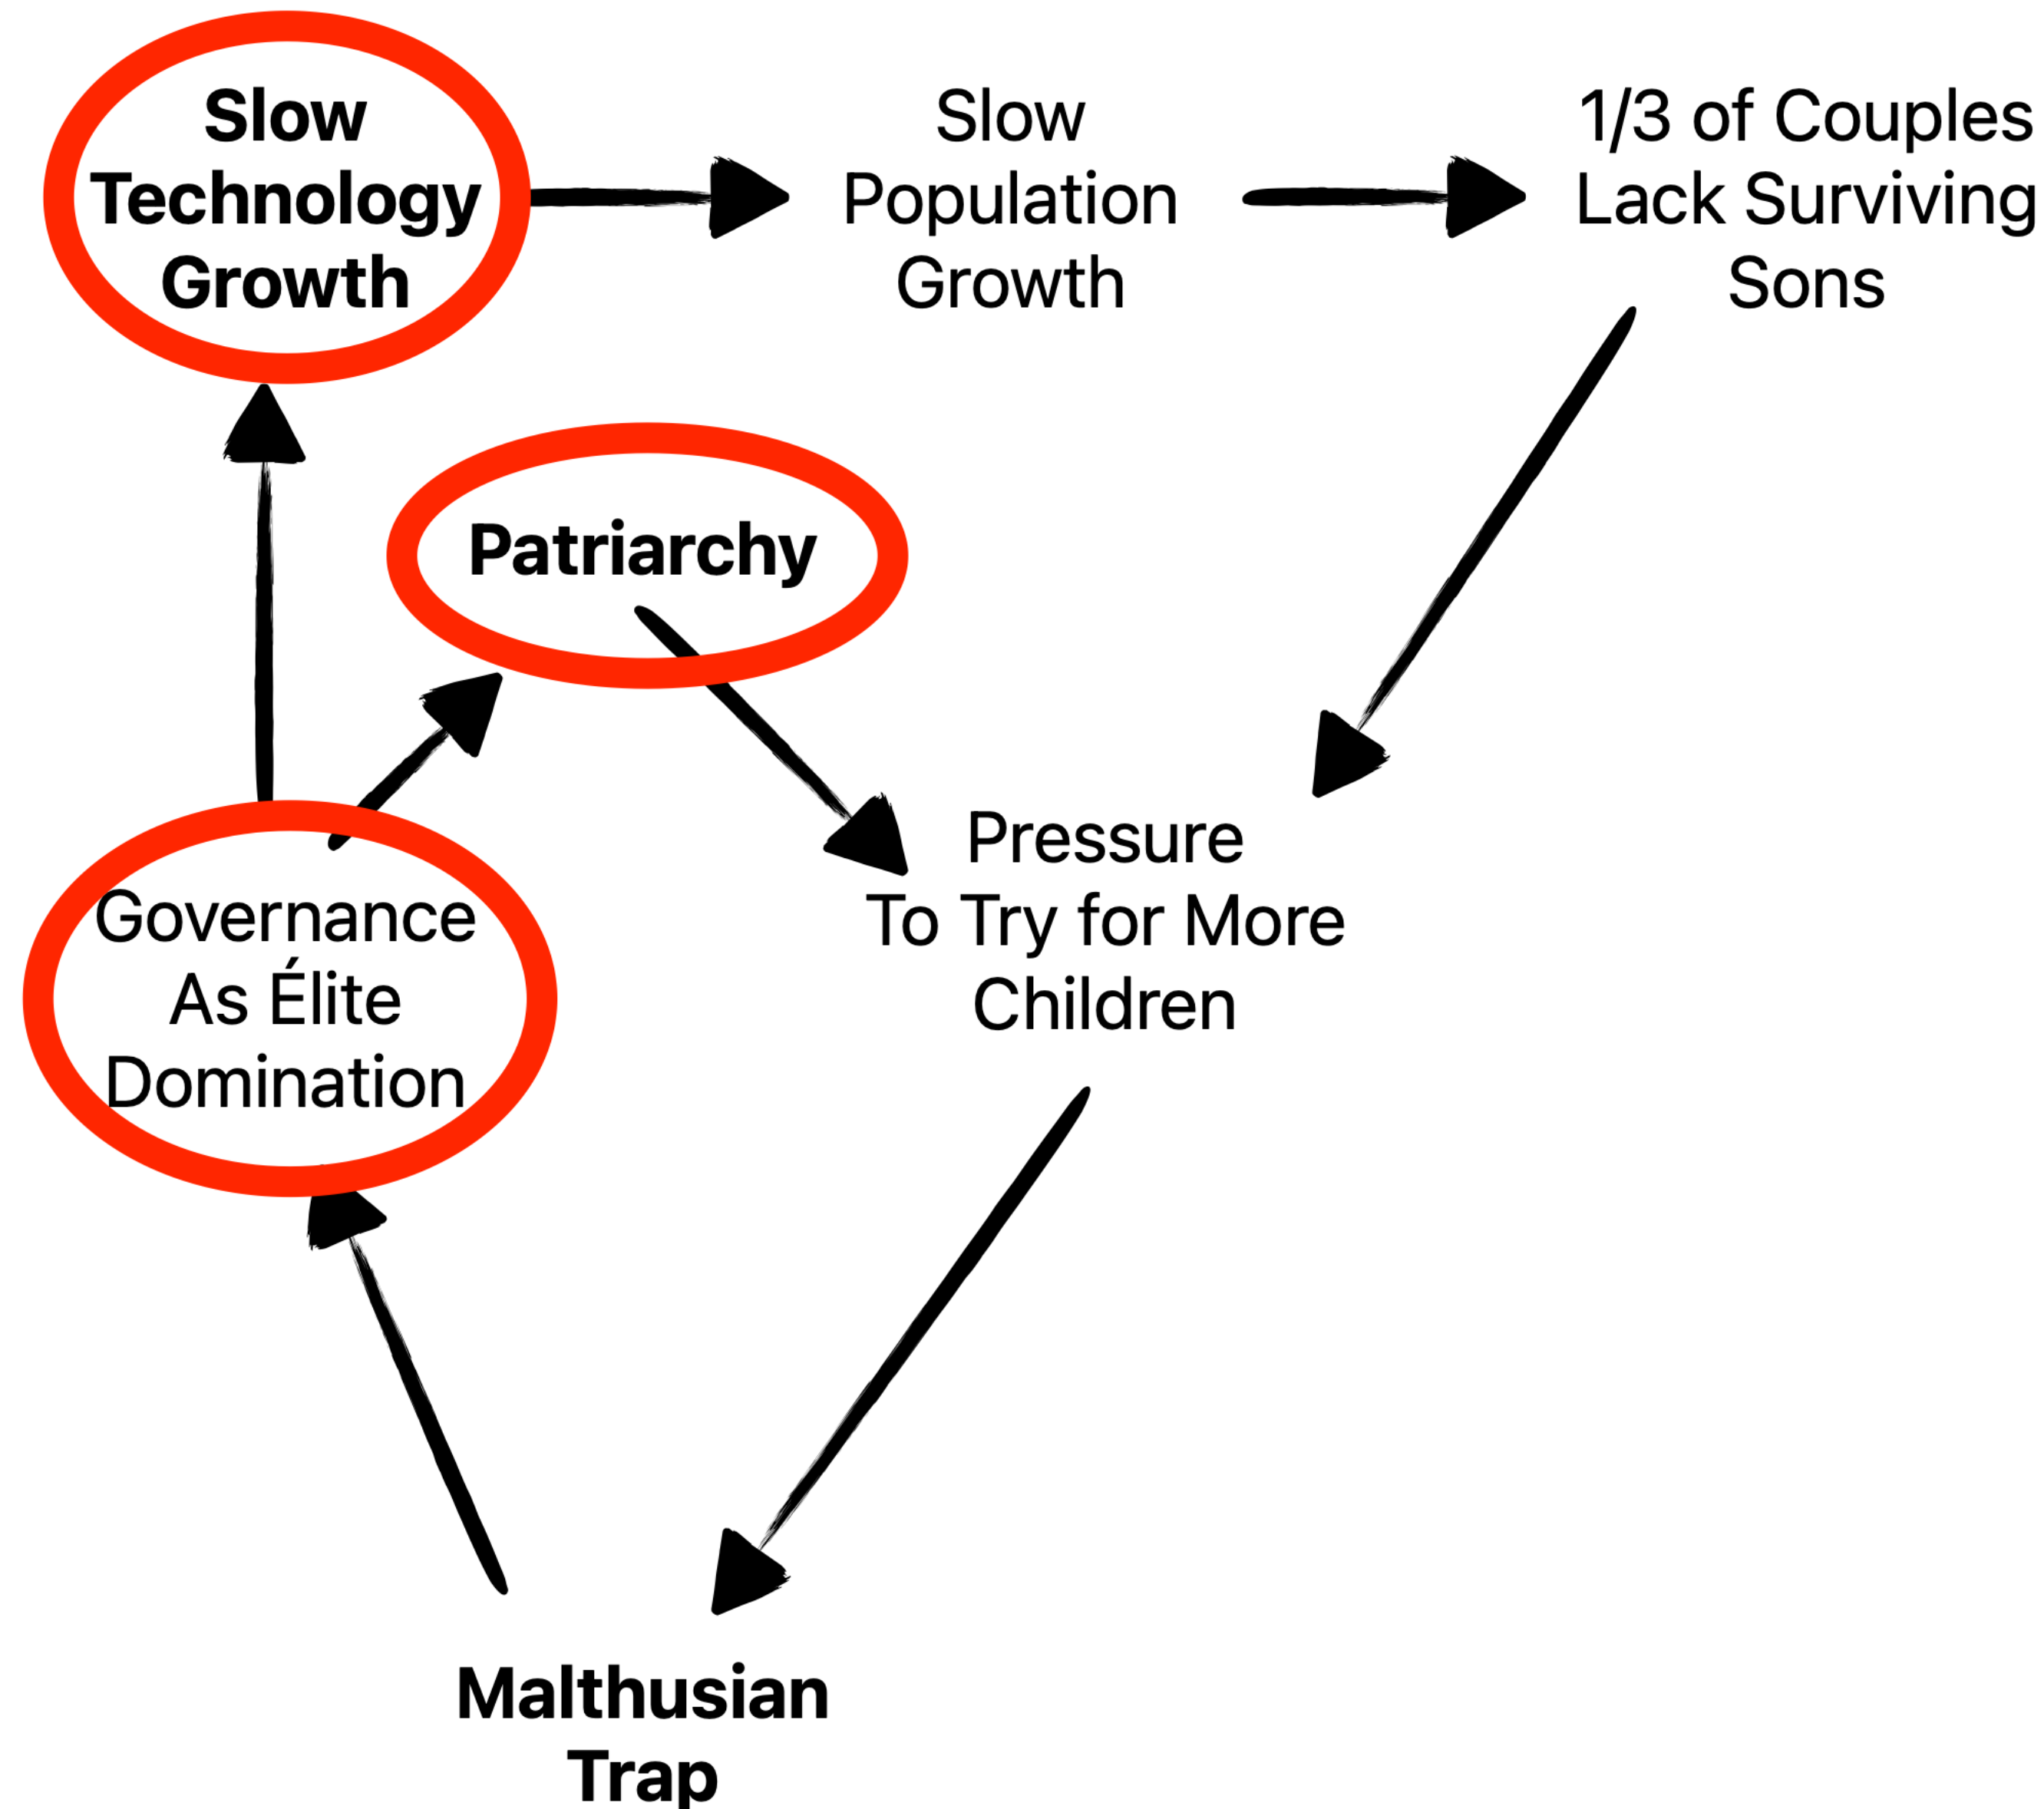 Slow
Technology
Growth
Slow
Population
Growth
1/3 of Couples
Lack Surviving
Sons
Patriarchy
Pressure
To Try for More
Children
Governance
As Élite
Domination
Malthusian
Trap